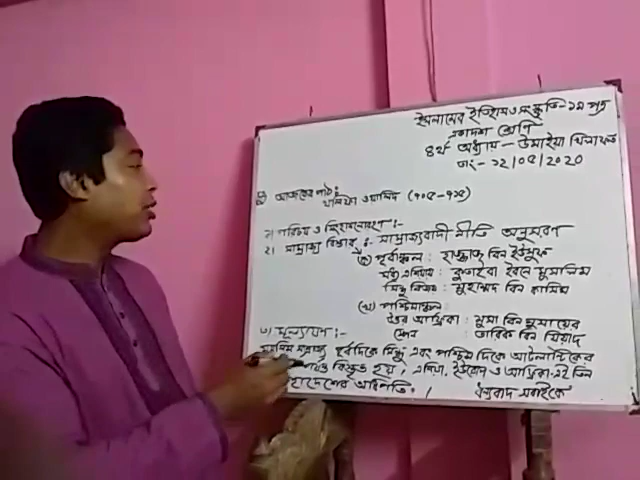 ইসলামের ইতিহাস ও সংস্কৃতি-১ম পত্র
একাদশ শ্রেণি
৪র্থ অধ্যায় - উমাইয়া খিলাফত
তাং- ১২/০৫/২০২০
আজকের পাঠ:
খলিফা ওয়ালিদ (৭০৫-৭১৫)
১। পরিচয় ও সিংহাসনারোহণ :-
২। সাম্রাজ্য বিস্তার : সাম্রাজ্যবাদী নীতি অনুসরণ
(ক) পূর্বাঞ্চল : হাজ্জাজ বিন ইউসুফ
মধ্য এশিয়ায় : কুতাইবা ইবনে মুসলিম
সিন্ধু বিজয় : মুহাম্মদ বিন কাসিম
(খ) পশ্চিমাঞ্চল :
উত্তর আফ্রিকা : মুসা বিন নুসায়ের
স্পেন : তারিক বিন যিয়াদ
৩। মূল্যায়ণ :-
পূর্বদিকে সিন্ধু এবং পশ্চিম দিকে আটলান্টিকের
বিস্তৃত হয়। এশিয়া, ইউরোপ ও আফ্রিকা এই তিন
মহাদেশের অধিপতি।
ধন্যবাদ সবাইকে